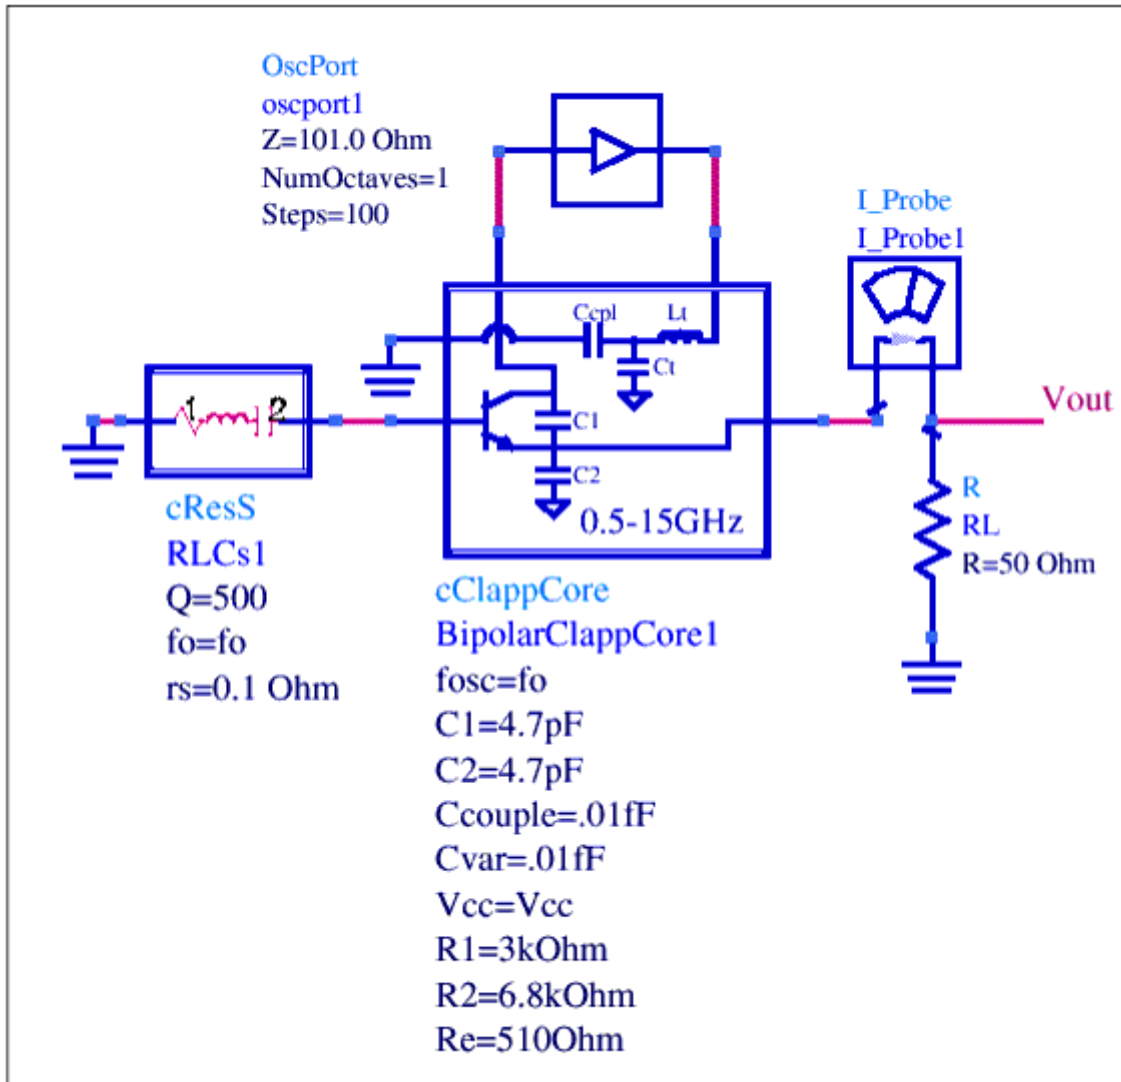 OscPort
oscport1
Z=101.0 Ohm
NumOctaves=1
Steps=100
I_Probe
I_Probe1
Ccpl
Lt
Ct
1
2
C1
C2
0.5-15GHz
Vout
cResS
RLCs1
Q=500
fo=fo
rs=0.1 Ohm
R
RL
R=50 Ohm
cClappCore
BipolarClappCore1
fosc=fo
C1=4.7pF
C2=4.7pF
Ccouple=.01fF
Cvar=.01fF
Vcc=Vcc
R1=3kOhm
R2=6.8kOhm
Re=510Ohm